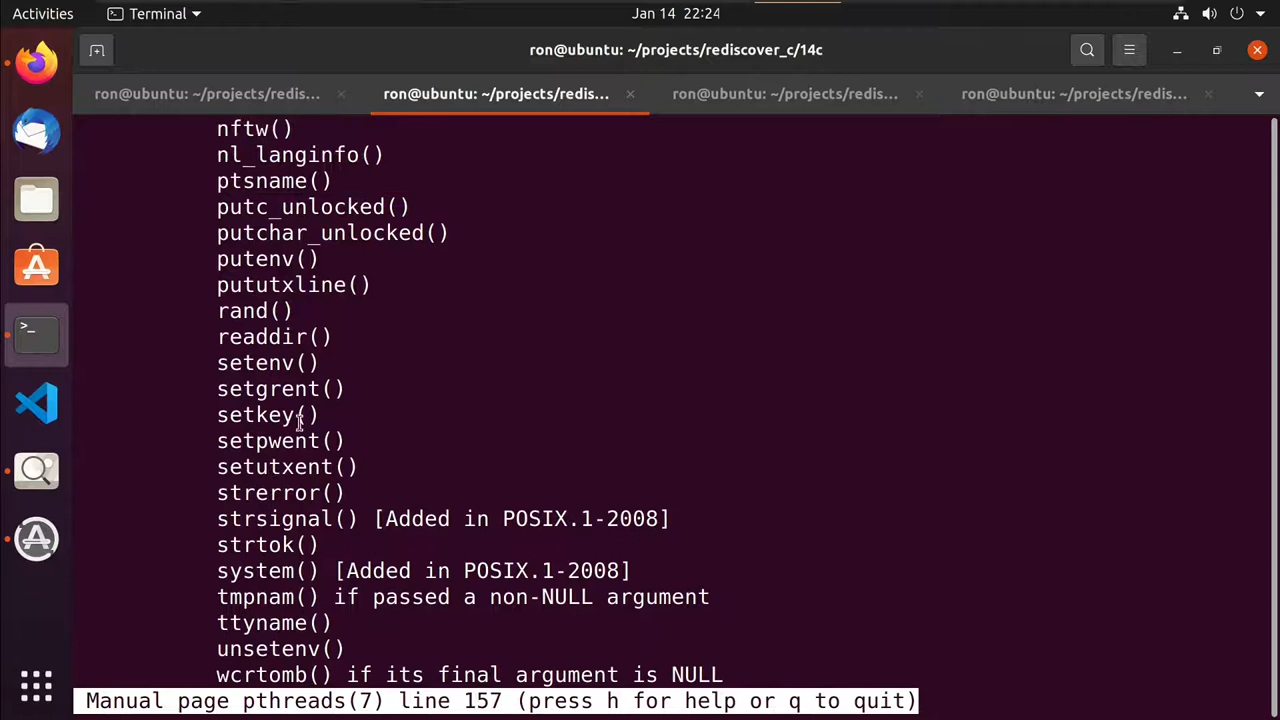 Activities
Terminal
Jan 14 22:24
ron@ubuntu: ~/projects/rediscover_c/14c
ron@ubuntu: ~/projects/redis...
ron@ubuntu: ~/projects/redis...
ron@ubuntu: ~/projects/redis...
ron@ubuntu: ~/projects/redis...
nftw()
nl_langinfo()
ptsname()
putc_unlocked()
putchar_unlocked()
putenv()
pututxline()
rand()
readdir()
setenv()
setgrent()
setkey()
setpwent()
setutxent()
strerror()
strsignal() [Added in POSIX.1-2008]
strtok()
system() [Added in POSIX.1-2008]
tmpnam() if passed a non-NULL argument
ttyname()
unsetenv()
wcrtomb() if its final argument is NULL
Manual page pthreads(7) line 157 (press h for help or q to quit)